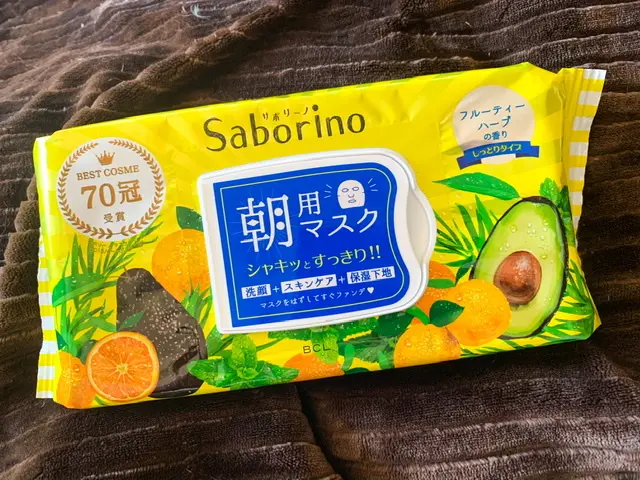 サボリーノ
Saborino
BEST COSME
70冠
受賞
フルーティー
ハーブ
の香り
しっとりタイプ
朝用マスク
シャキッとすっきり!!
洗顔+スキンケア+保湿下地
マスクをはずしてすぐファンデ♥
BCL